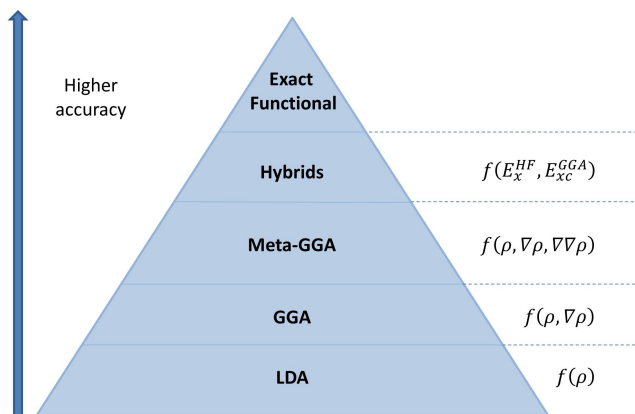 Higher
accuracy
Exact
Functional
Hybrids
f(E_x^{HF}, E_{xc}^{GGA})
Meta-GGA
f(ρ, ∇ρ, ∇∇ρ)
GGA
f(ρ, ∇ρ)
LDA
f(ρ)